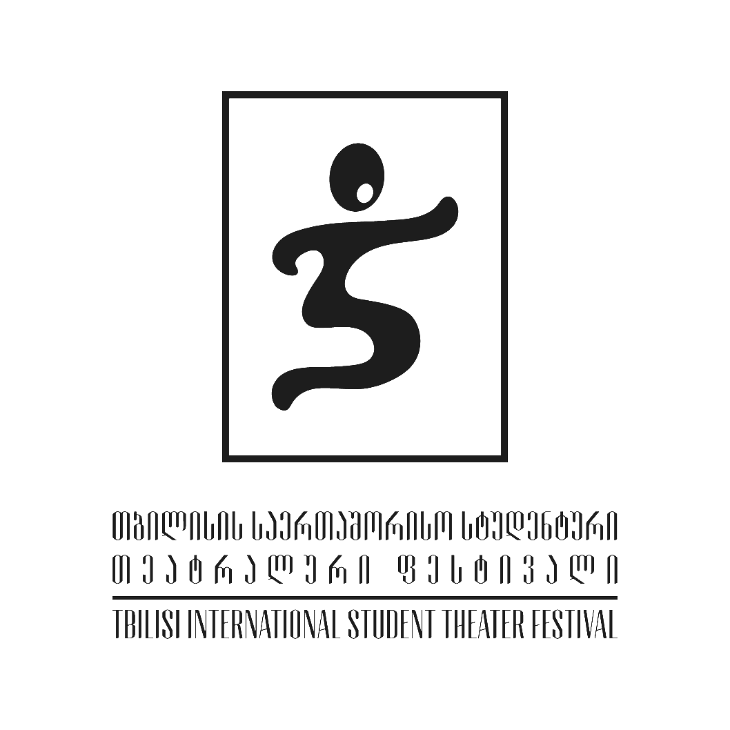 თბილისის საერთაშორისო სტუდენტური
თეატრალური ფესტივალი
TBILISI INTERNATIONAL STUDENT THEATER FESTIVAL